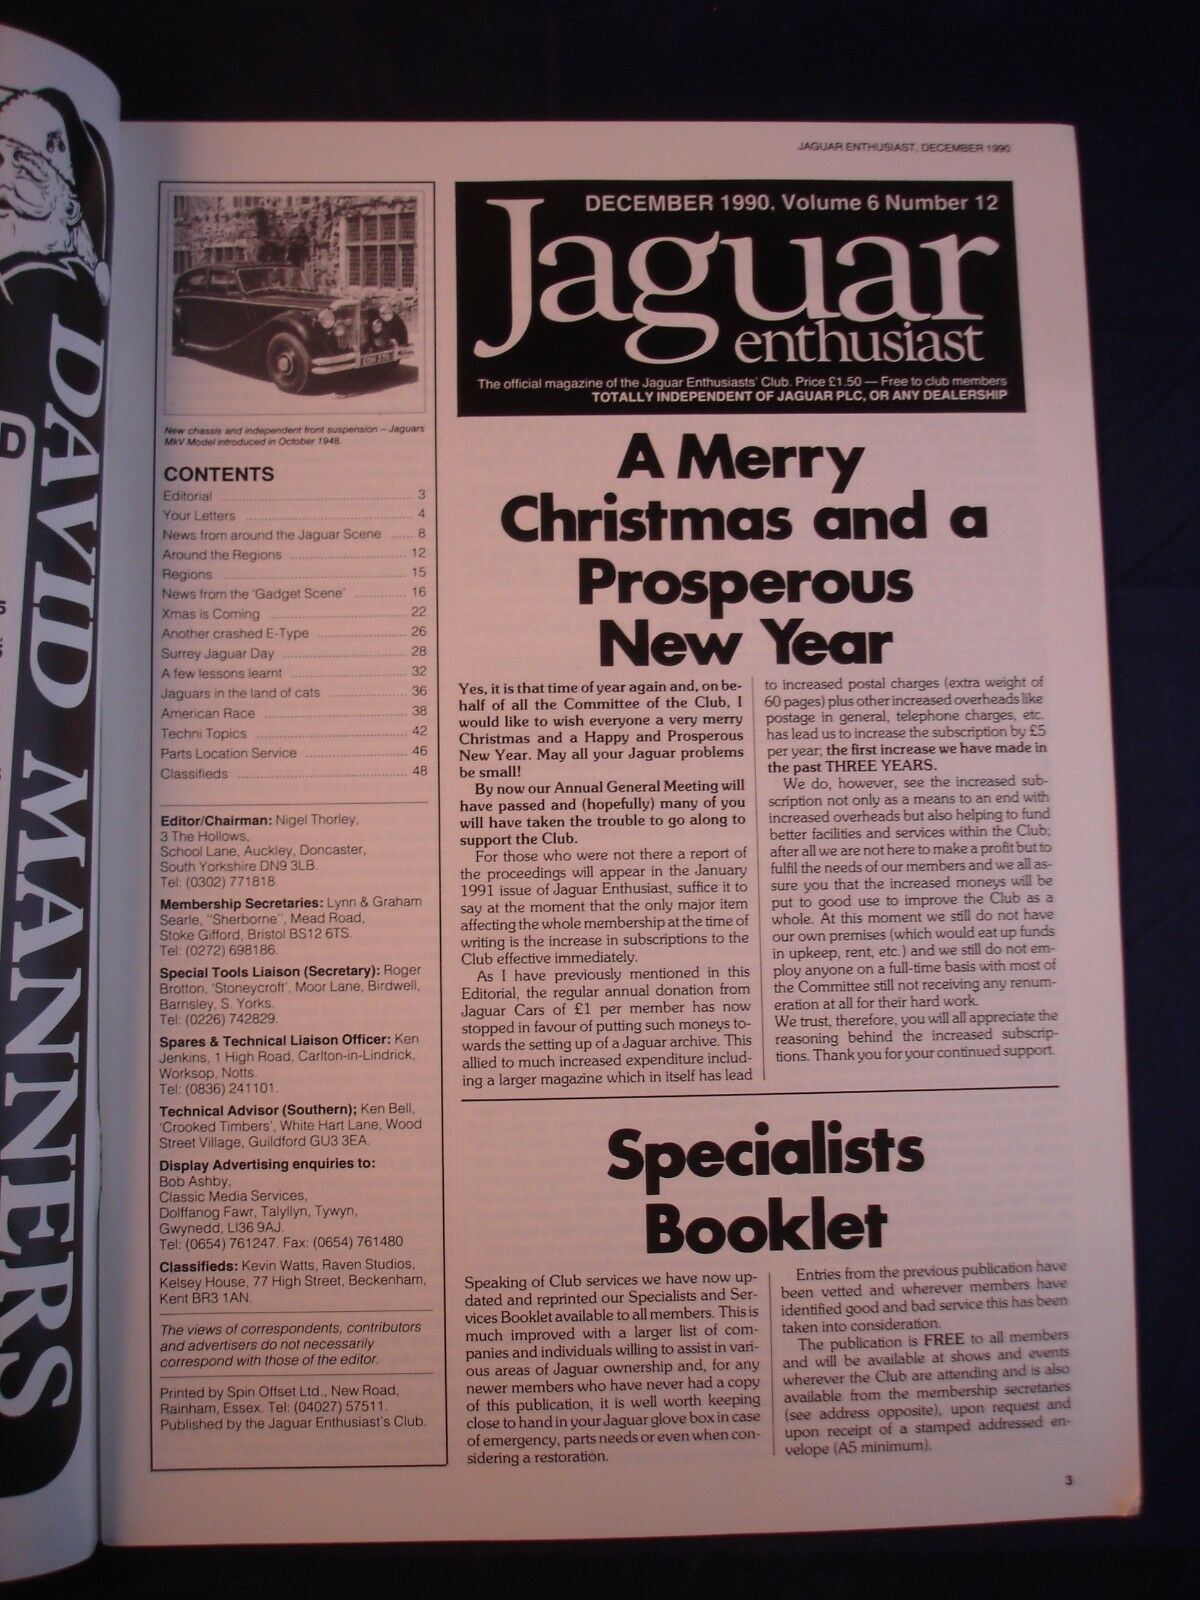 DAVID MANNERS
D
JAGUAR ENTHUSIAST, DECEMBER 1990
New chassis and independent front suspension – Jaguars
MkV Model introduced in October 1948.
CONTENTS
Editorial 3
Your Letters 4
News from around the Jaguar Scene 8
Around the Regions 12
Regions 15
News from the 'Gadget Scene' 16
Xmas is Coming 22
Another crashed E-Type 26
Surrey Jaguar Day 28
A few lessons learnt 32
Jaguars in the land of cats 36
American Race 38
Techni Topics 42
Parts Location Service 46
Classifieds 48
Editor/Chairman: Nigel Thorley,
3 The Hollows,
School Lane, Auckley, Doncaster,
South Yorkshire DN9 3LB.
Tel: (0302) 771818.
Membership Secretaries: Lynn & Graham
Searle, "Sherborne", Mead Road,
Stoke Gifford, Bristol BS12 6TS.
Tel: (0272) 698186.
Special Tools Liaison (Secretary): Roger
Brotton, 'Stoneycroft', Moor Lane, Birdwell,
Barnsley, S. Yorks.
Tel: (0226) 742829.
Spares & Technical Liaison Officer: Ken
Jenkins, 1 High Road, Carlton-in-Lindrick,
Worksop, Notts.
Tel: (0836) 241101.
Technical Advisor (Southern); Ken Bell,
'Crooked Timbers', White Hart Lane, Wood
Street Village, Guildford GU3 3EA.
Display Advertising enquiries to:
Bob Ashby,
Classic Media Services,
Dolffanog Fawr, Talyllyn, Tywyn,
Gwynedd, Ll36 9AJ.
Tel: (0654) 761247. Fax: (0654) 761480
Classifieds: Kevin Watts, Raven Studios,
Kelsey House, 77 High Street, Beckenham,
Kent BR3 1AN.
The views of correspondents, contributors
and advertisers do not necessarily
correspond with those of the editor.
Printed by Spin Offset Ltd., New Road,
Rainham, Essex. Tel: (04027) 57511.
Published by the Jaguar Enthusiast's Club.
DECEMBER 1990. Volume 6 Number 12
Jaguar
enthusiast
The official magazine of the Jaguar Enthusiasts' Club. Price £1.50 — Free to club members
TOTALLY INDEPENDENT OF JAGUAR PLC, OR ANY DEALERSHIP
A Merry
Christmas and a
Prosperous
New Year
Yes, it is that time of year again and, on be-
half of all the Committee of the Club, I
would like to wish everyone a very merry
Christmas and a Happy and Prosperous
New Year. May all your Jaguar problems
be small!
By now our Annual General Meeting will
have passed and (hopefully) many of you
will have taken the trouble to go along to
support the Club.
For those who were not there a report of
the proceedings will appear in the January
1991 issue of Jaguar Enthusiast, suffice it to
say at the moment that the only major item
affecting the whole membership at the time of
writing is the increase in subscriptions to the
Club effective immediately.
As I have previously mentioned in this
Editorial, the regular annual donation from
Jaguar Cars of £1 per member has now
stopped in favour of putting such moneys to-
wards the setting up of a Jaguar archive. This
allied to much increased expenditure includ-
ing a larger magazine which in itself has lead
to increased postal charges (extra weight of
60 pages) plus other increased overheads like
postage in general, telephone charges, etc.
has lead us to increase the subscription by £5
per year; the first increase we have made in
the past THREE YEARS.
We do, however, see the increased sub-
scription not only as a means to an end with
increased overheads but also helping to fund
better facilities and services within the Club;
after all we are not here to make a profit but to
fulfil the needs of our members and we all as-
sure you that the increased moneys will be
put to good use to improve the Club as a
whole. At this moment we still do not have
our own premises (which would eat up funds
in upkeep, rent, etc.) and we still do not em-
ploy anyone on a full-time basis with most of
the Committee still not receiving any renum-
eration at all for their hard work.
We trust, therefore, you will all appreciate the
reasoning behind the increased subscrip-
tions. Thank you for your continued support.
Specialists
Booklet
Speaking of Club services we have now up-
dated and reprinted our Specialists and Ser-
vices Booklet available to all members. This is
much improved with a larger list of com-
panies and individuals willing to assist in vari-
ous areas of Jaguar ownership and, for any
newer members who have never had a copy
of this publication, it is well worth keeping
close to hand in your Jaguar glove box in case
of emergency, parts needs or even when con-
sidering a restoration.
Entries from the previous publication have
been vetted and wherever members have
identified good and bad service this has been
taken into consideration.
The publication is FREE to all members
and will be available at shows and events
wherever the Club are attending and is also
available from the membership secretaries
(see address opposite), upon request and
upon receipt of a stamped addressed en-
velope (A5 minimum).
3